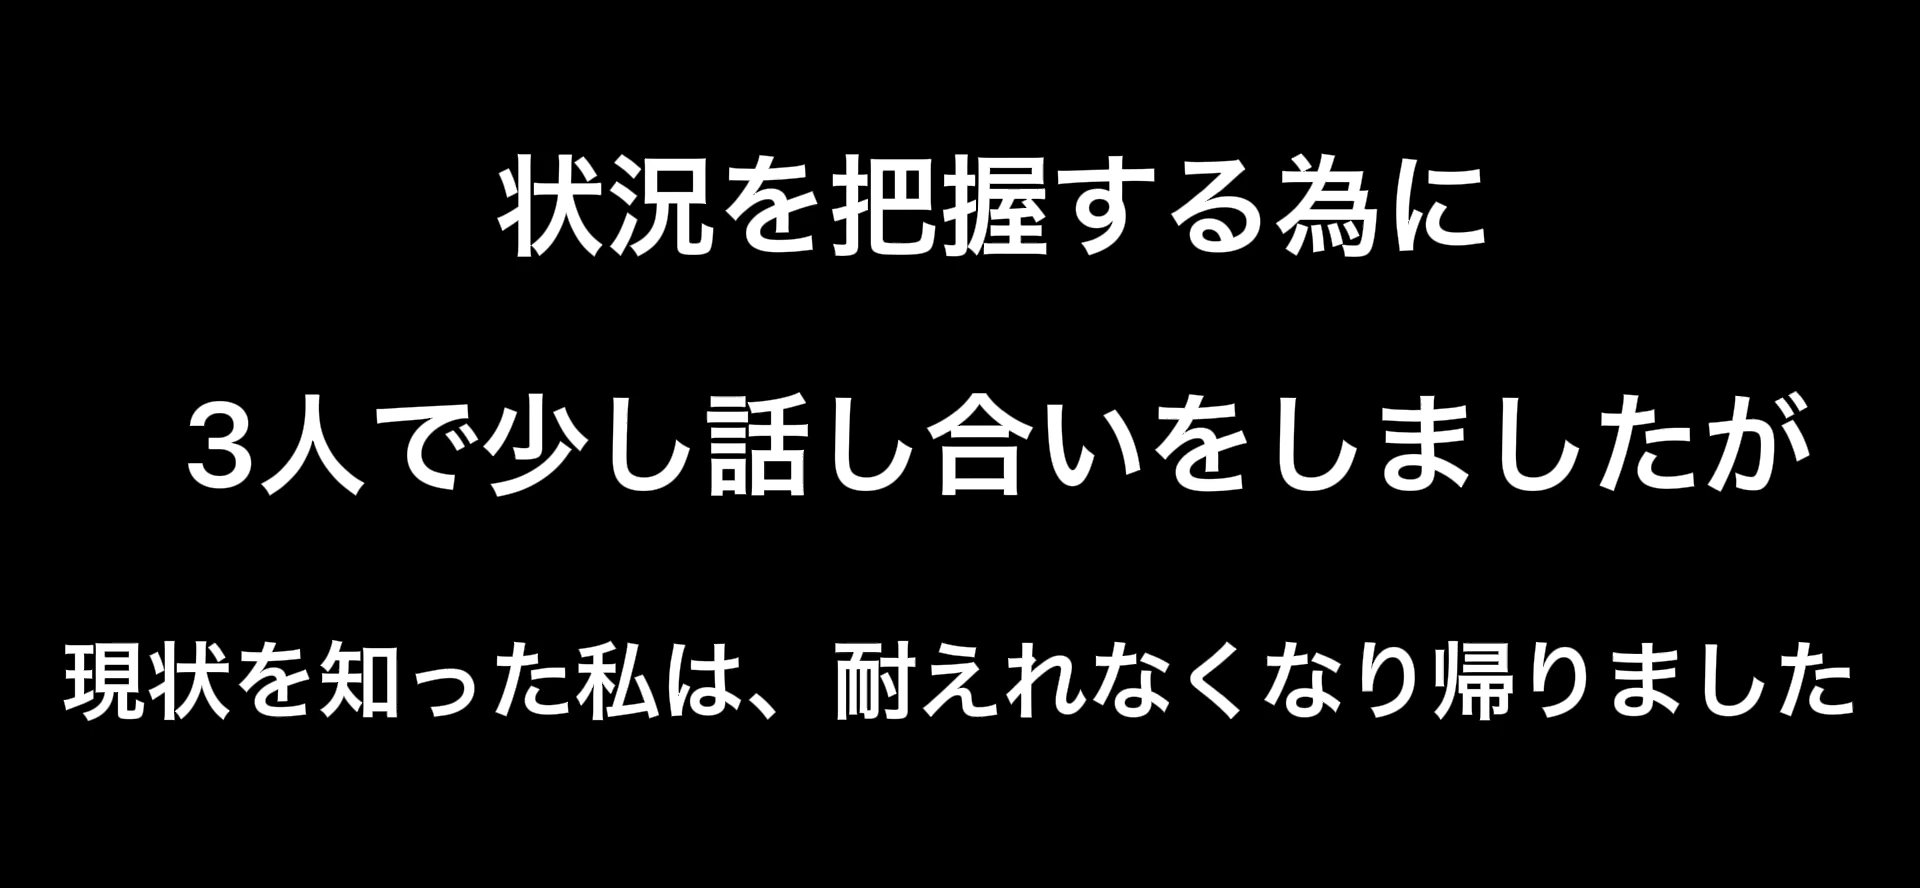 状況を把握する為に
3人で少し話し合いをしましたが
現状を知った私は、耐えれなくなり帰りました